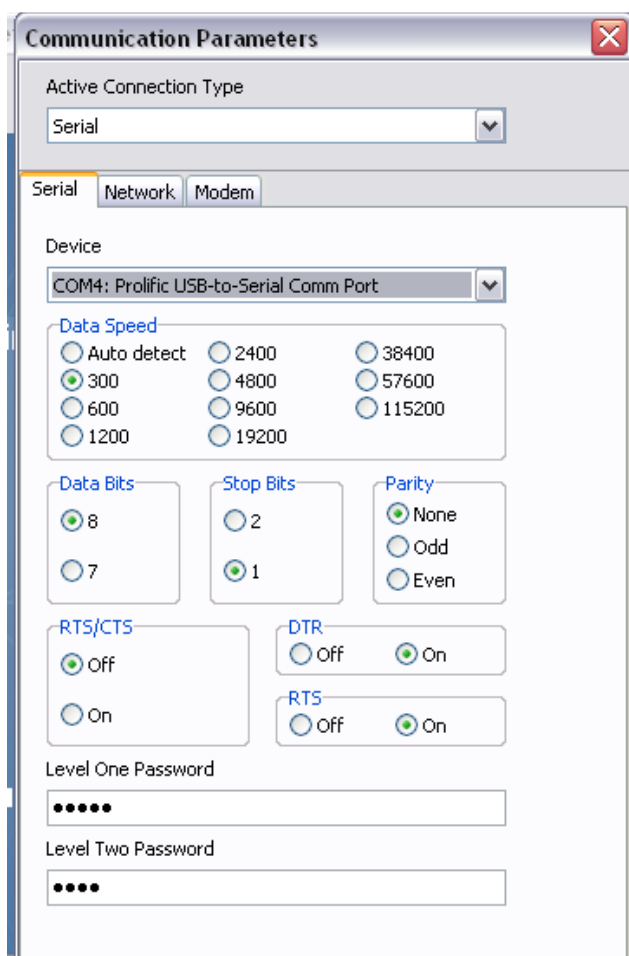 Communication Parameters
Active Connection Type
Serial
Serial Network Modem
Device
COM4: Prolific USB-to-Serial Comm Port
Data Speed
Auto detect 2400 38400
300 4800 57600
600 9600 115200
1200 19200
Data Bits Stop Bits Parity
8 2 None
7 1 Odd
Even
RTS/CTS DTR
Off Off On
On RTS
Off On
Level One Password
•••••
Level Two Password
••••